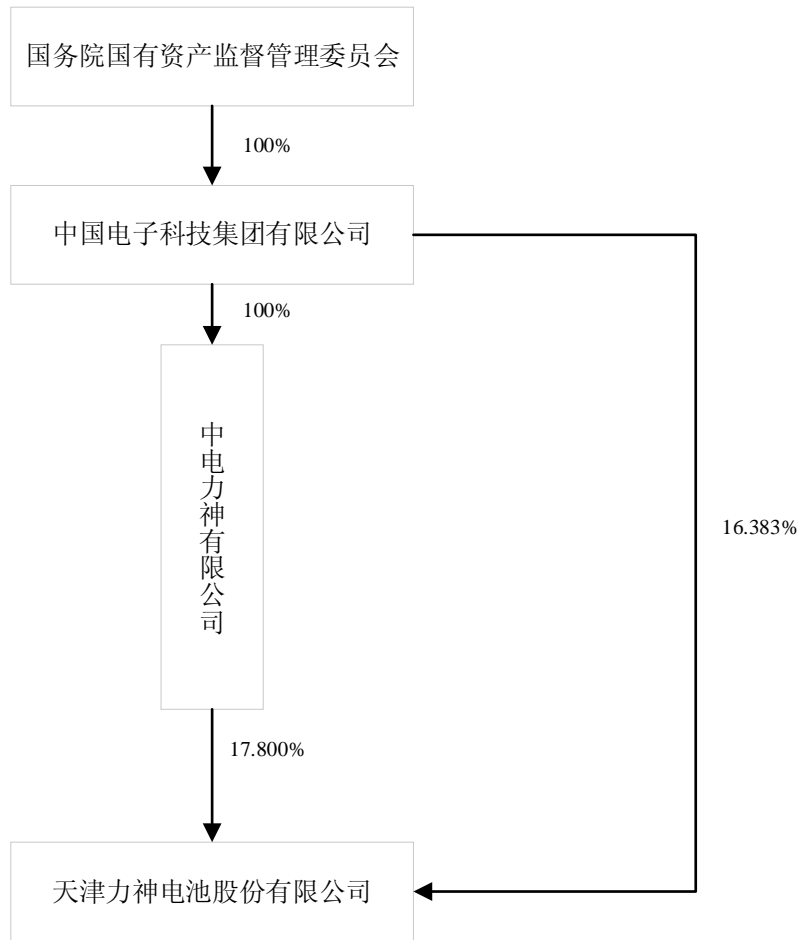 国务院国有资产监督管理委员会
100%
中国电子科技集团有限公司
100%
中电力神有限公司
16.383%
17.800%
天津力神电池股份有限公司